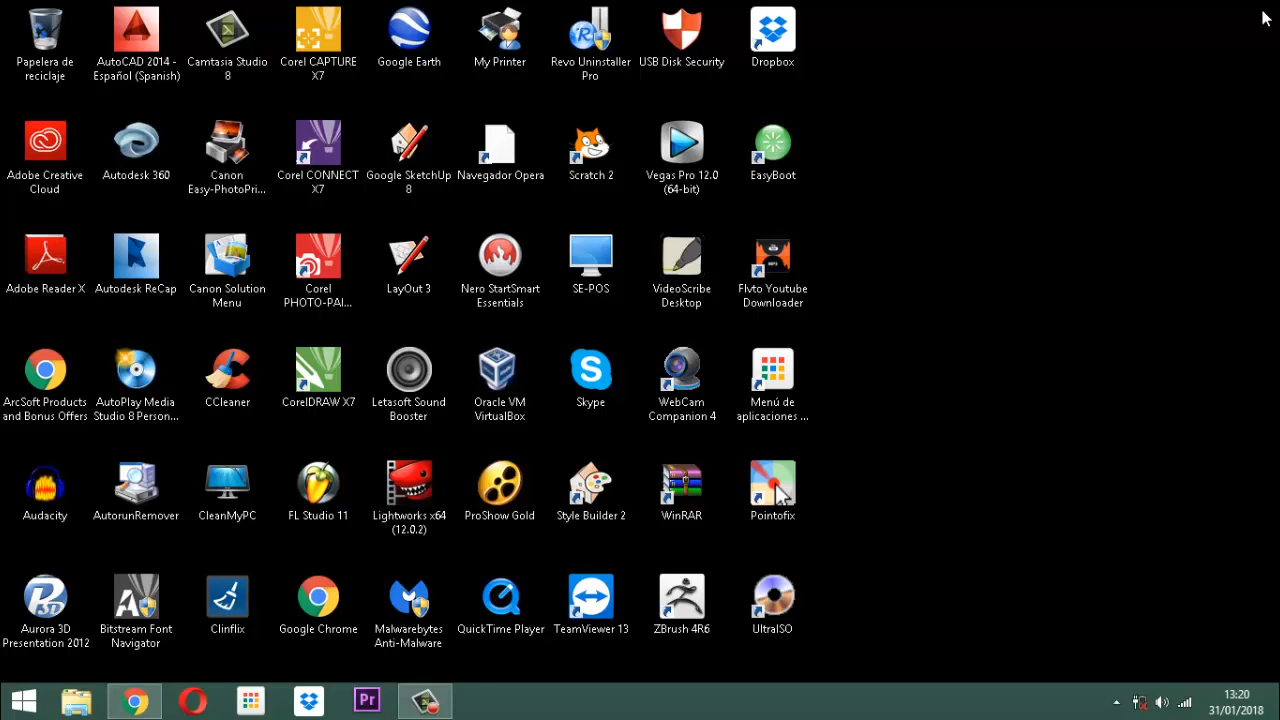 Papelera de
reciclaje
AutoCAD 2014 -
Español (Spanish)
Camtasia Studio
8
Corel CAPTURE
X7
Google Earth
My Printer
Revo Uninstaller
Pro
USB Disk Security
Dropbox
Adobe Creative
Cloud
Autodesk 360
Canon
Easy-PhotoPri...
Corel CONNECT
X7
Google SketchUp
8
Navegador Opera
Scratch 2
Vegas Pro 12.0
(64-bit)
EasyBoot
Adobe Reader X
Autodesk ReCap
Canon Solution
Menu
Corel
PHOTO-PAI...
LayOut 3
Nero StartSmart
Essentials
SE-POS
VideoScribe
Desktop
Flvto Youtube
Downloader
ArcSoft Products
and Bonus Offers
AutoPlay Media
Studio 8 Person...
CCleaner
CorelDRAW X7
Letasoft Sound
Booster
Oracle VM
VirtualBox
Skype
WebCam
Companion 4
Menú de
aplicaciones ...
Audacity
AutorunRemover
CleanMyPC
FL Studio 11
Lightworks x64
(12.0.2)
ProShow Gold
Style Builder 2
WinRAR
Pointofix
Aurora 3D
Presentation 2012
Bitstream Font
Navigator
Clinflix
Google Chrome
Malwarebytes
Anti-Malware
QuickTime Player
TeamViewer 13
ZBrush 4R6
UltraISO
Pr
13:20
31/01/2018